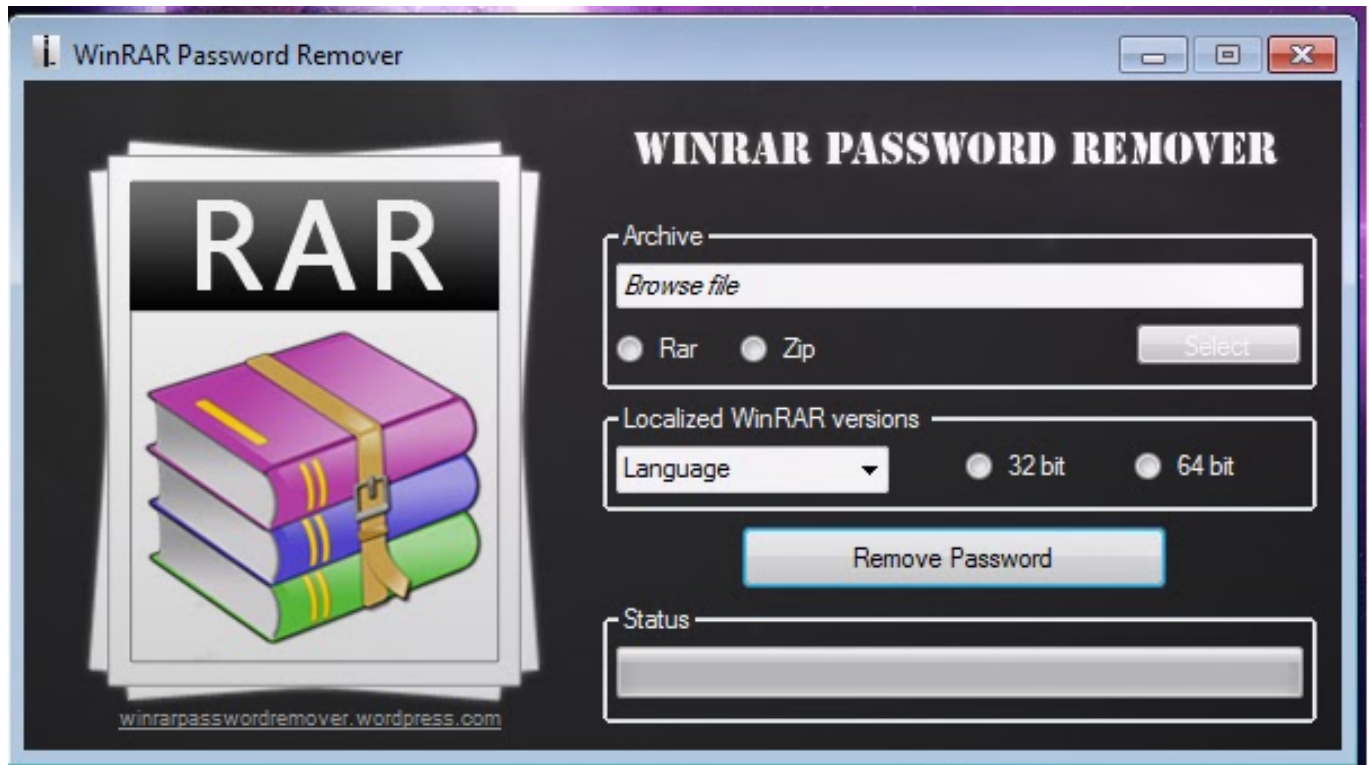 WinRAR Password Remover
WINRAR PASSWORD REMOVER
RAR
Archive
Browse file
Rar Zip Select
Localized WinRAR versions
Language 32 bit 64 bit
Remove Password
Status
winrarpasswordremover.wordpress.com